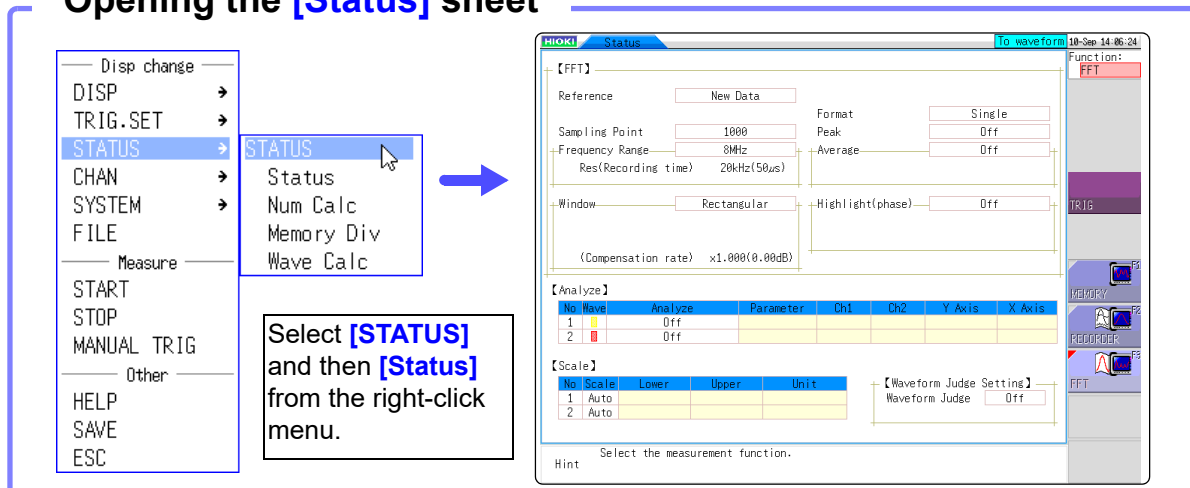 Opening the [Status] sheet
Disp change
DISP
TRIG.SET
STATUS
CHAN
SYSTEM
FILE
Measure
START
STOP
MANUAL TRIG
Other
HELP
SAVE
ESC
STATUS
Status
Num Calc
Memory Div
Wave Calc
Select [STATUS]
and then [Status]
from the right-click
menu.
HIOKI Status To waveform 10-Sep 14:06:24
Function:
FFT
【FFT】
Reference New Data
Format Single
Sampling Point 1000 Peak Off
Frequency Range 8MHz Average Off
Res(Recording time) 20kHz(50µs)
Window Rectangular Highlight(phase) Off
(Compensation rate) x1.000(0.00dB)
TRIG
F1
MEMORY
F2
RECORDER
F3
FFT
【Analyze】
No Wave Analyze Parameter Ch1 Ch2 Y Axis X Axis
1 Off
2 Off
【Scale】
No Scale Lower Upper Unit
1 Auto
2 Auto
【Waveform Judge Setting】
Waveform Judge Off
Select the measurement function.
Hint